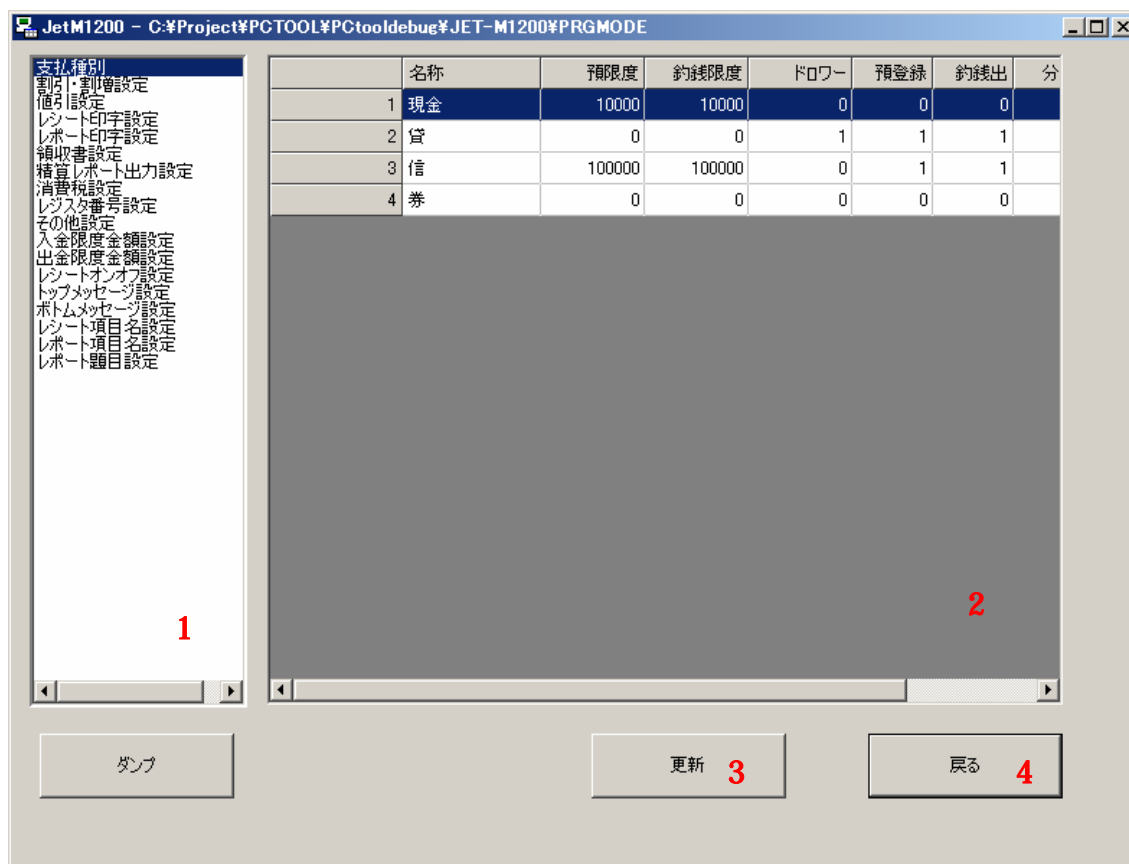 JetM1200 - C:¥Project¥PCTOOL¥PCtooldebug¥JET-M1200¥PRGMODE
支払種別
割引・割増設定
値引設定
レシート印字設定
レポート印字設定
領収書設定
精算レポート出力設定
消費税設定
レジスタ番号設定
その他設定
入金限度金額設定
出金限度金額設定
レシートオンオフ設定
トップメッセージ設定
ボトムメッセージ設定
レシート項目名設定
レポート項目名設定
レポート題目設定
1
名称 預限度 釣銭限度 ドロワー 預登録 釣銭出 分
1 現金 10000 10000 0 0 0
2 貸 0 0 1 1 1
3 信 100000 100000 0 1 1
4 券 0 0 0 0 0
2
ダンプ
更新 3
戻る 4